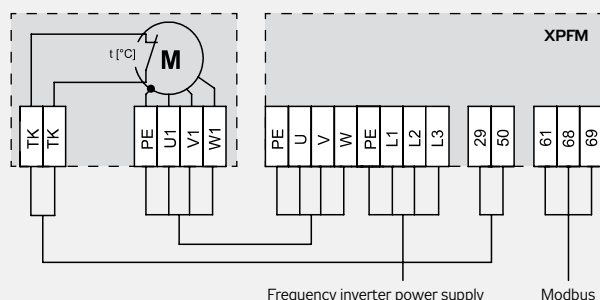 XPFM
t [°C]
M
TK
TK
PE
U1
V1
W1
PE
U
V
W
PE
L1
L2
L3
29
50
61
68
69
Frequency inverter power supply
Modbus